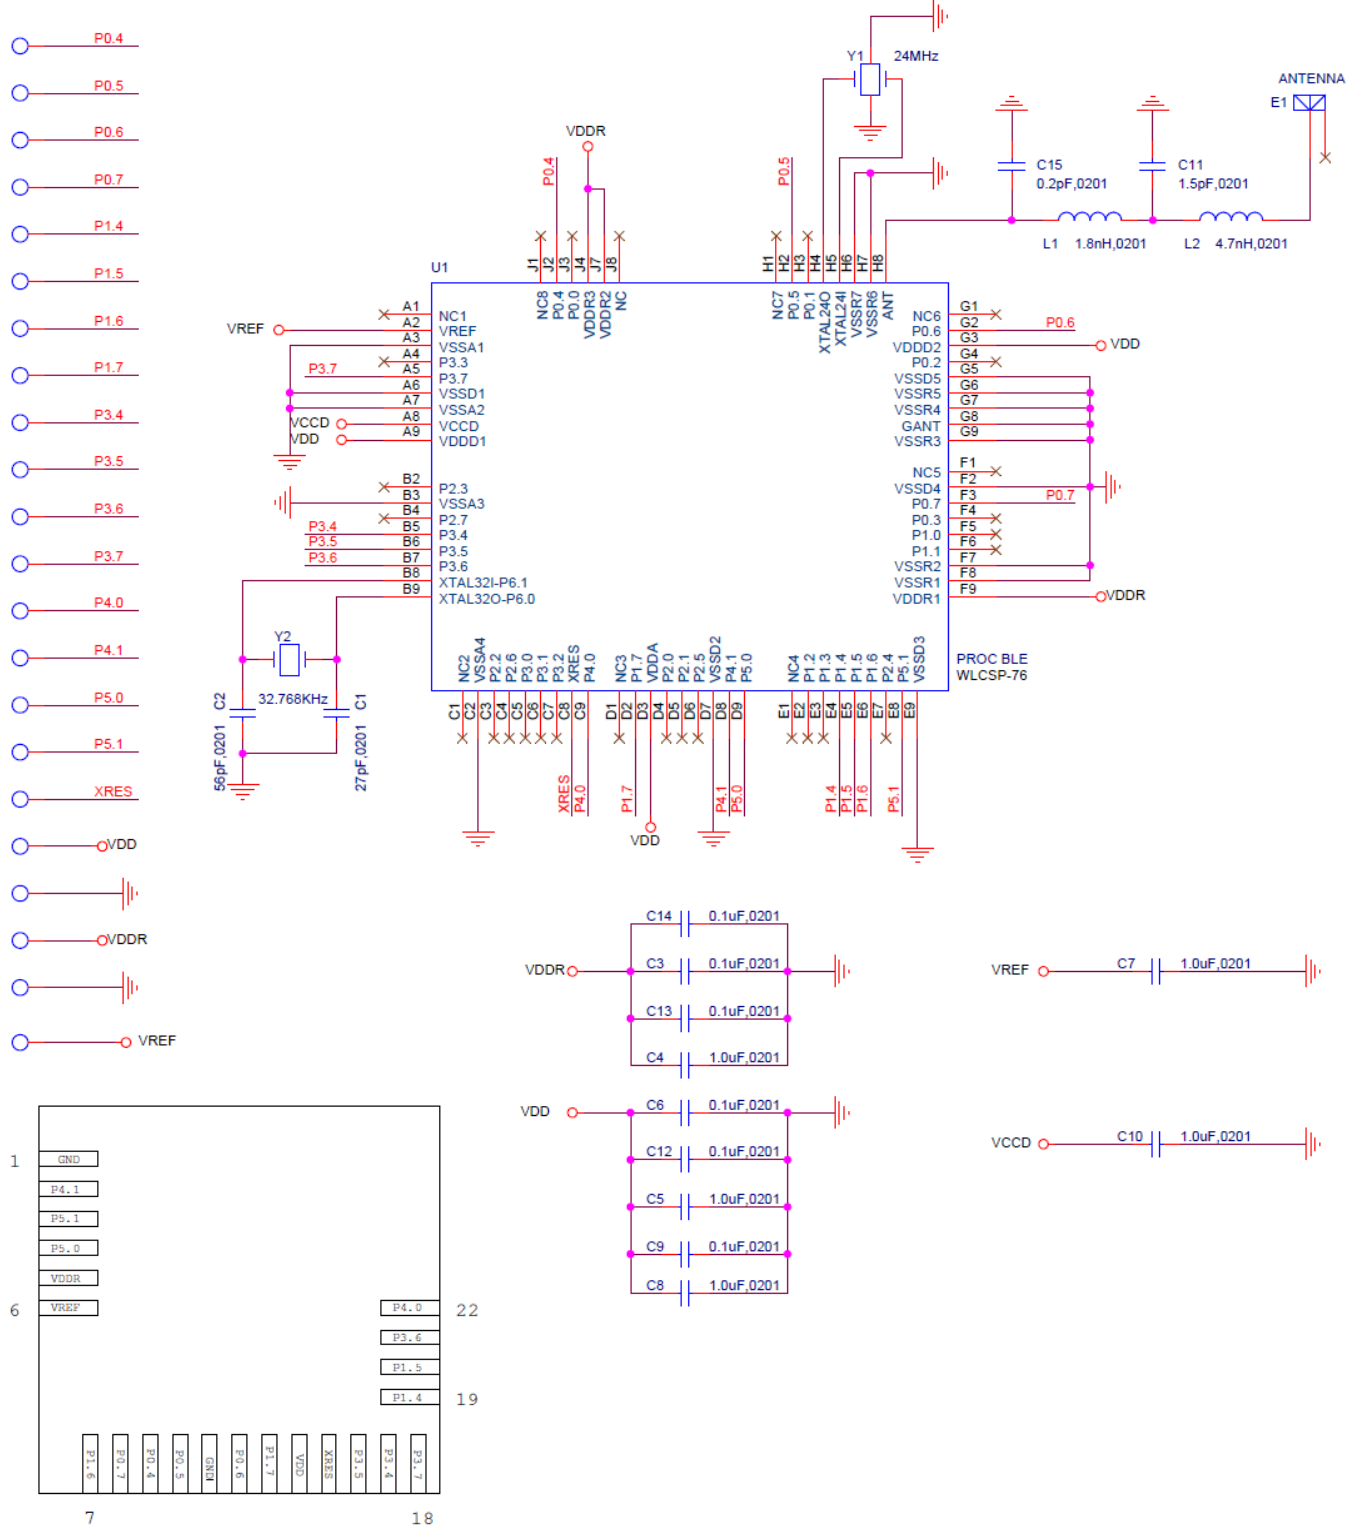 P0.4
P0.5
P0.6
P0.7
P1.4
P1.5
P1.6
P1.7
P3.4
P3.5
P3.6
P3.7
P4.0
P4.1
P5.0
P5.1
XRES
VDD
VDDR
VREF
Y1 24MHz
ANTENNA
E1
C15
0.2pF,0201
C11
1.5pF,0201
L1 1.8nH,0201
L2 4.7nH,0201
VDDR
P0.4
P0.5
U1
J1 J2 J3 J4 J7 J8
NC8 P0.4 P0.0 VDDR3 VDDR2 NC
H1 H2 H3 H4 H5 H6 H7 H8
NC7 P0.5 P0.1 XTAL24O XTAL24I VSSR7 VSSR6 ANT
A1 NC1
VREF A2 VREF
A3 VSSA1
A4 P3.3
P3.7 A5 P3.7
A6 VSSD1
A7 VSSA2
VCCD A8 VCCD
VDD A9 VDDD1
B2 P2.3
B3 VSSA3
B4 P2.7
P3.4 B5 P3.4
P3.5 B6 P3.5
P3.6 B7 P3.6
B8 XTAL32I-P6.1
B9 XTAL32O-P6.0
NC6 G1
P0.6 G2 P0.6
VDDD2 G3 VDD
P0.2 G4
VSSD5 G5
VSSR5 G6
VSSR4 G7
GANT G8
VSSR3 G9
NC5 F1
VSSD4 F2
P0.7 F3 P0.7
P0.3 F4
P1.0 F5
P1.1 F6
VSSR2 F7
VSSR1 F8
VDDR1 F9 VDDR
PROC BLE
WLCSP-76
Y2
32.768KHz
C2
56pF,0201
C1
27pF,0201
NC2 VSSA4 P2.2 P2.6 P3.0 P3.1 P3.2 XRES P4.0
C1 C2 C3 C4 C5 C6 C7 C8 C9
XRES P4.0
NC3 P1.7 VDDA P2.0 P2.1 P2.5 VSSD2 P4.1 P5.0
D1 D2 D3 D4 D5 D6 D7 D8 D9
P1.7 VDD P4.1 P5.0
NC4 P1.2 P1.3 P1.4 P1.5 P1.6 P2.4 P5.1 VSSD3
E1 E2 E3 E4 E5 E6 E7 E8 E9
P1.4 P1.5 P1.6 P5.1
C14 0.1uF,0201
VDDR C3 0.1uF,0201
C13 0.1uF,0201
C4 1.0uF,0201
VDD C6 0.1uF,0201
C12 0.1uF,0201
C5 1.0uF,0201
C9 0.1uF,0201
C8 1.0uF,0201
VREF C7 1.0uF,0201
VCCD C10 1.0uF,0201
1 GND
P4.1
P5.1
P5.0
VDDR
6 VREF
P4.0 22
P3.6
P1.5
P1.4 19
P1.6 P0.7 P0.4 P0.5 GND P0.6 P1.7 VDD XRES P3.5 P3.4 P3.7
7 18